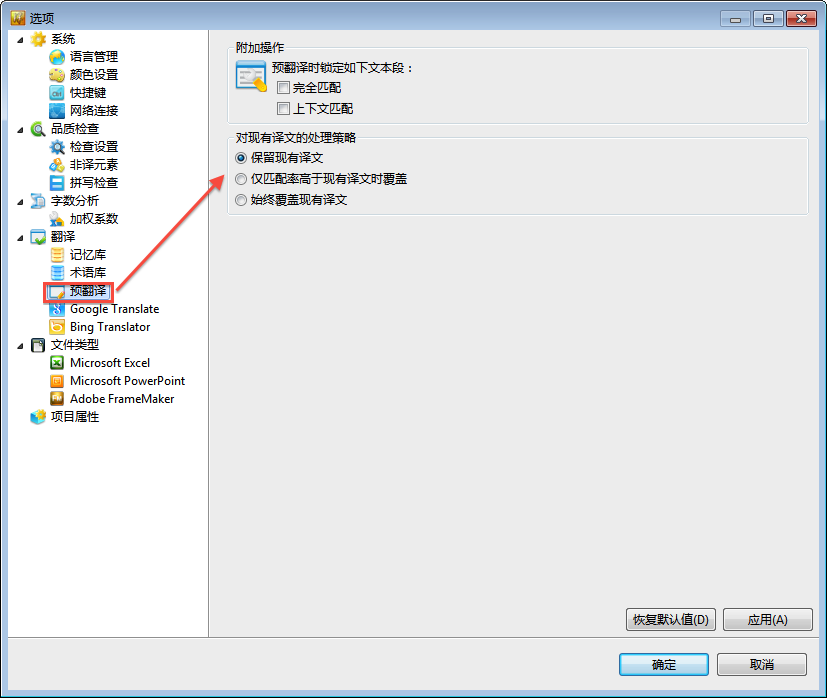 选项
系统
语言管理
颜色设置
快捷键
网络连接
品质检查
检查设置
非译元素
拼写检查
字数分析
加权系数
翻译
记忆库
术语库
预翻译
Google Translate
Bing Translator
文件类型
Microsoft Excel
Microsoft PowerPoint
Adobe FrameMaker
项目属性
附加操作
预翻译时锁定如下文本段：
完全匹配
上下文匹配
对现有译文的处理策略
保留现有译文
仅匹配率高于现有译文时覆盖
始终覆盖现有译文
恢复默认值(D)
应用(A)
确定
取消